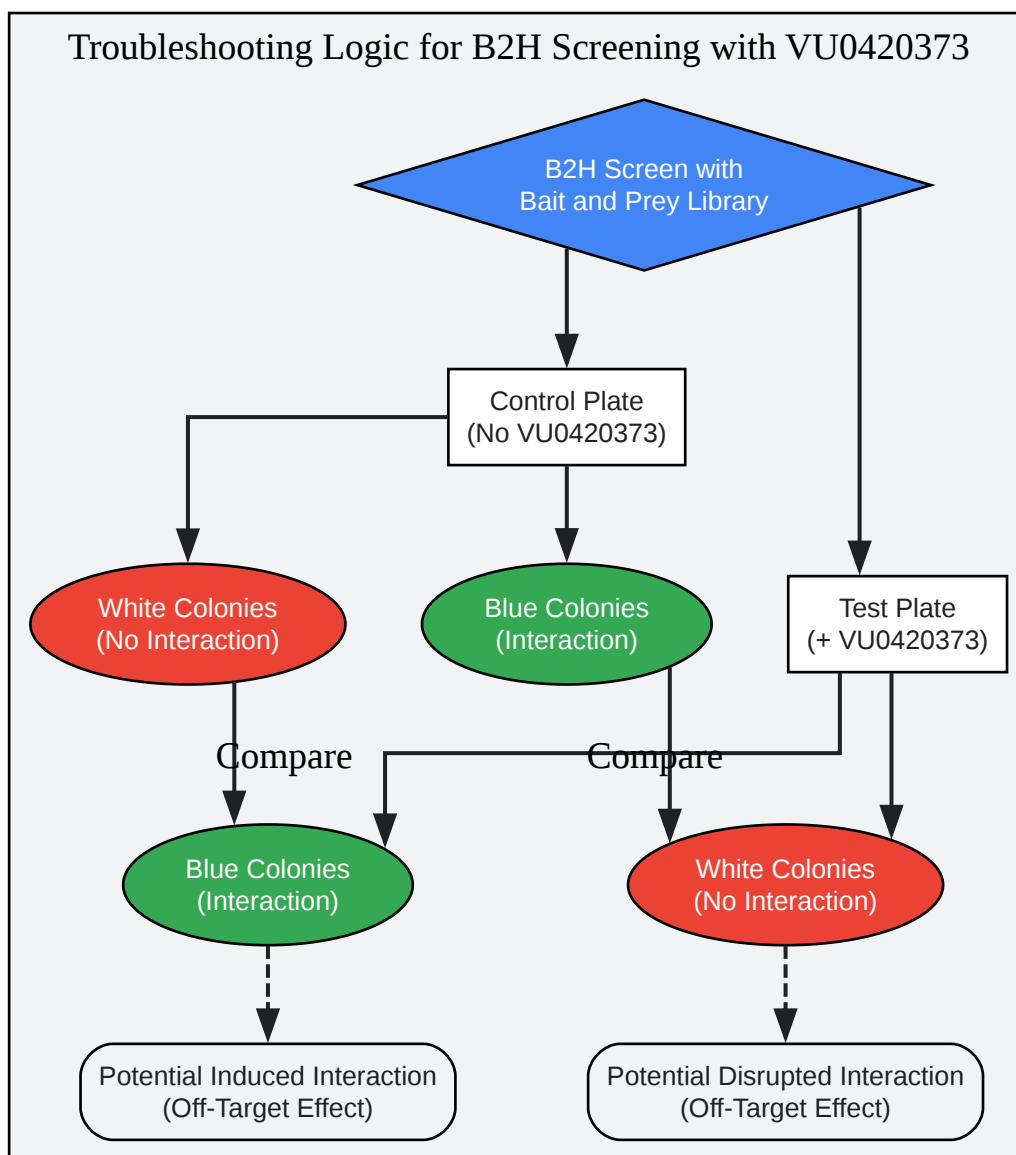 Troubleshooting Logic for B2H Screening with VU0420373
B2H Screen with
Bait and Prey Library
Control Plate
(No VU0420373)
White Colonies
(No Interaction)
Blue Colonies
(Interaction)
Test Plate
(+ VU0420373)
Compare
Compare
Blue Colonies
(Interaction)
White Colonies
(No Interaction)
Potential Induced Interaction
(Off-Target Effect)
Potential Disrupted Interaction
(Off-Target Effect)